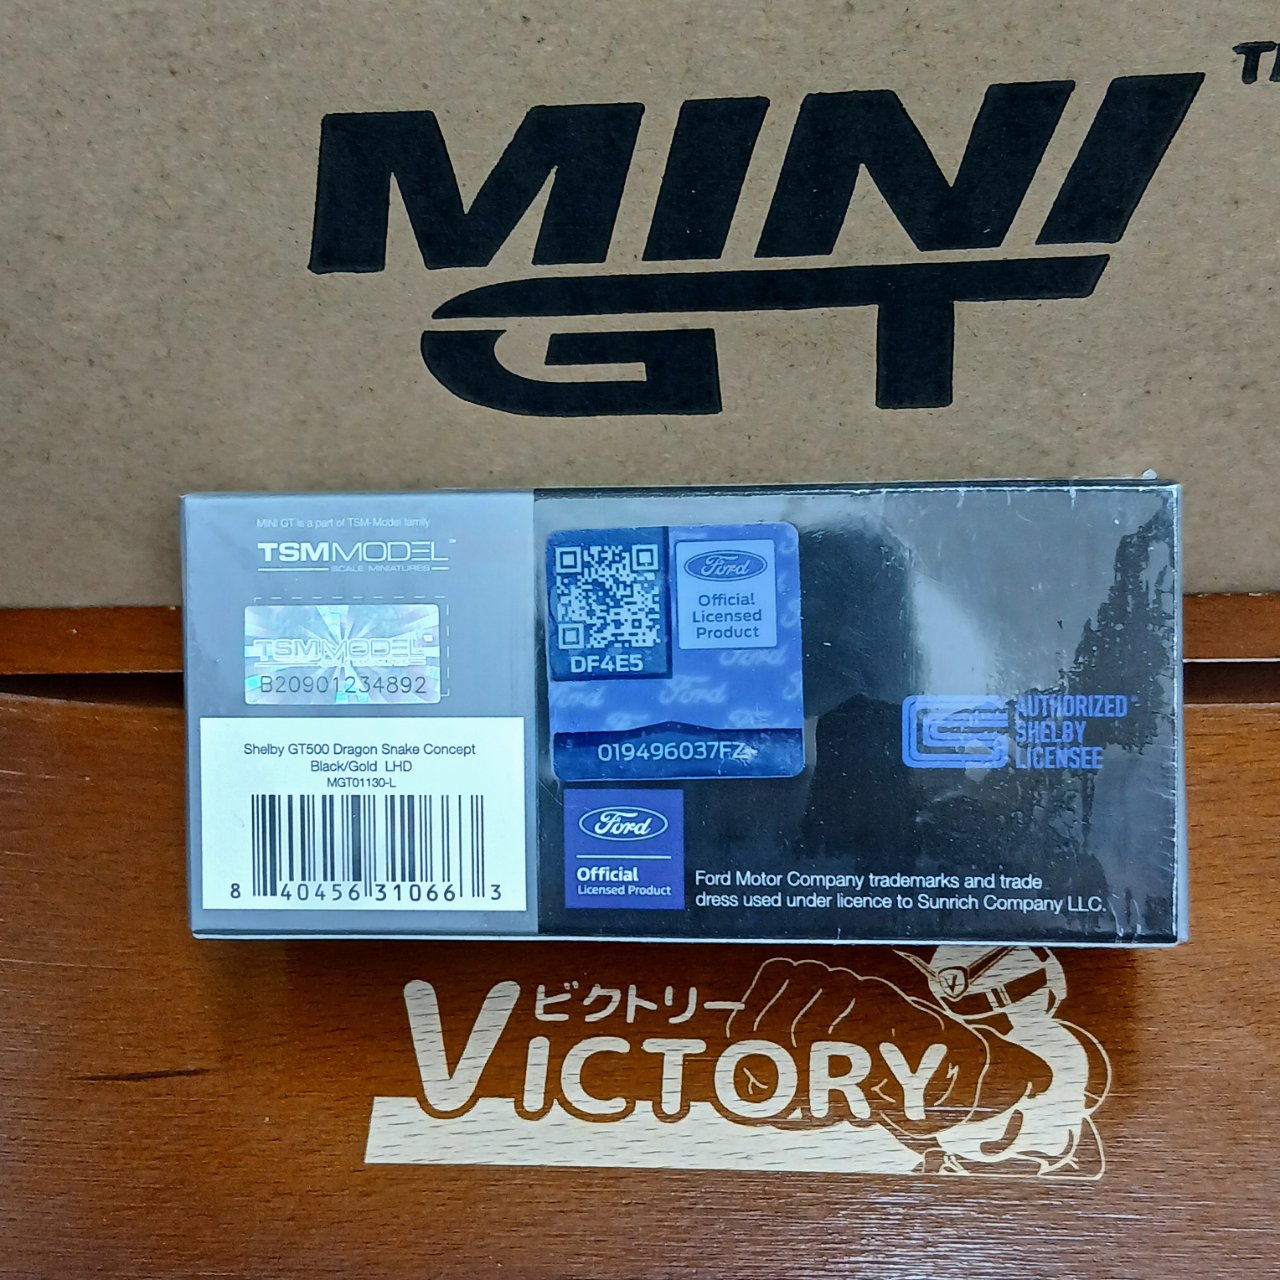 MINI
GT
MINI GT is a part of TSM-Model family
TSMMODEL™
SCALE MINIATURES
TSMMODEL
B20901234892
Shelby GT500 Dragon Snake Concept
Black/Gold LHD
MGT01130-L
8 40456 31066 3
DF4E5
Ford
Official
Licensed
Product
Ford
Ford
019496037FZ
Ford
Official
Licensed Product
AUTHORIZED
SHELBY
LICENSEE
Ford Motor Company trademarks and trade
dress used under licence to Sunrich Company LLC.
ビクトリー
VICTORY